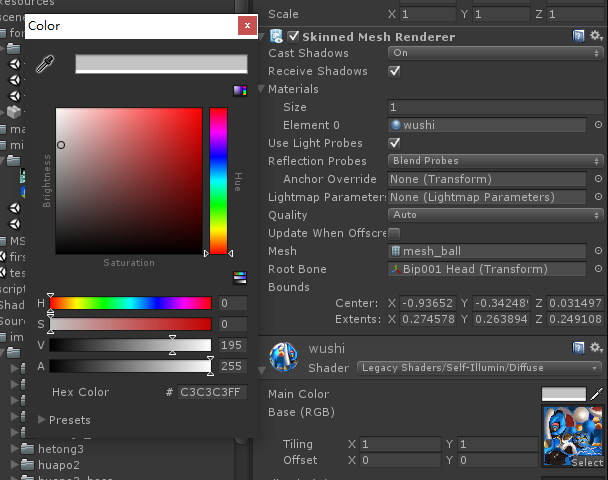 esources
Color
x
Brightness
Hue
Saturation
H 0
S 0
V 195
A 255
Hex Color # C3C3C3FF
Presets
hetong3
huapo2
Scale X 1 Y 1 Z 1
Skinned Mesh Renderer
Cast Shadows On
Receive Shadows
Materials
Size 1
Element 0 wushi
Use Light Probes
Reflection Probes Blend Probes
Anchor Override None (Transform)
Lightmap Parameters None (Lightmap Parameters)
Quality Auto
Update When Offscre
Mesh mesh_ball
Root Bone Bip001 Head (Transform)
Bounds
Center: X -0.93652 Y -0.34248 Z 0.031497
Extents: X 0.274578 Y 0.263894 Z 0.249108
wushi
Shader Legacy Shaders/Self-Illumin/Diffuse
Main Color
Base (RGB)
Tiling X 1 Y 1
Offset X 0 Y 0
Select